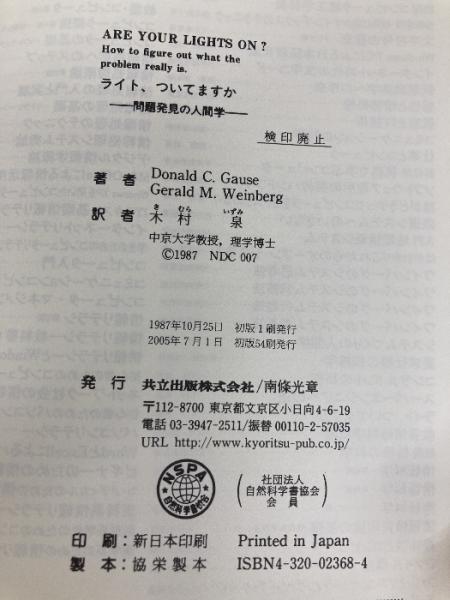 ARE YOUR LIGHTS ON?
How to figure out what the
problem really is.
ライト、ついてますか
——問題発見の人間学——
検印廃止
著者 Donald C. Gause
Gerald M. Weinberg
き むら いずみ
訳者 木村 泉
中京大学教授，理学博士
©1987 NDC 007
1987年10月25日 初版1刷発行
2005年7月1日 初版54刷発行
発行 共立出版株式会社/南條光章
〒112-8700 東京都文京区小日向4-6-19
電話 03-3947-2511/振替 00110-2-57035
URL http://www.kyoritsu-pub.co.jp/
NSPA
自然科学書協会
社団法人
自然科学書協会
会員
印刷：新日本印刷 Printed in Japan
製本：協栄製本 ISBN4-320-02368-4